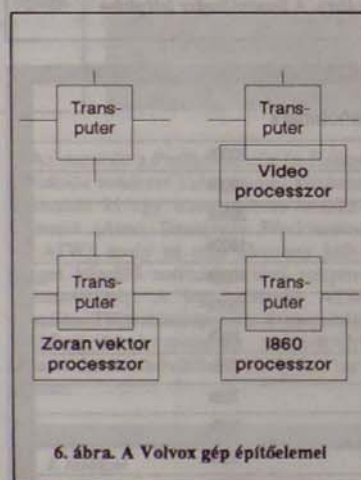 Trans-
puter
Trans-
puter
Video
processzor
Trans-
puter
Zoran vektor
processzor
Trans-
puter
i860
processzor
6. ábra. A Volvox gép építőelemei